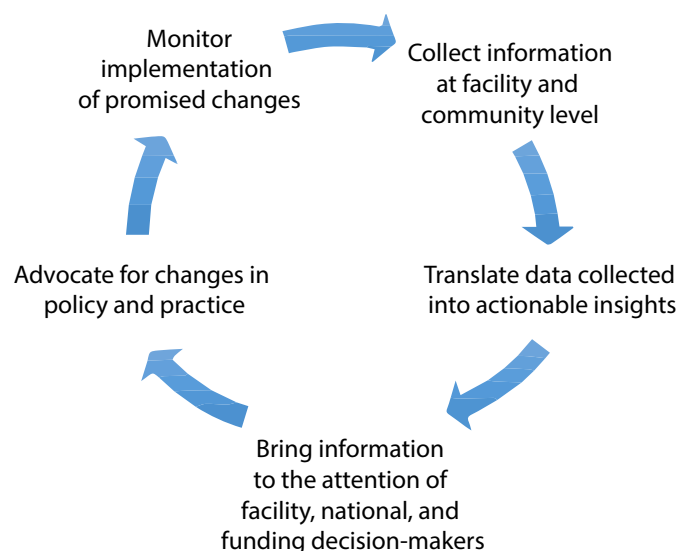 Monitor
implementation
of promised changes
Collect information
at facility and
community level
Translate data collected
into actionable insights
Bring information
to the attention of
facility, national, and
funding decision-makers
Advocate for changes in
policy and practice